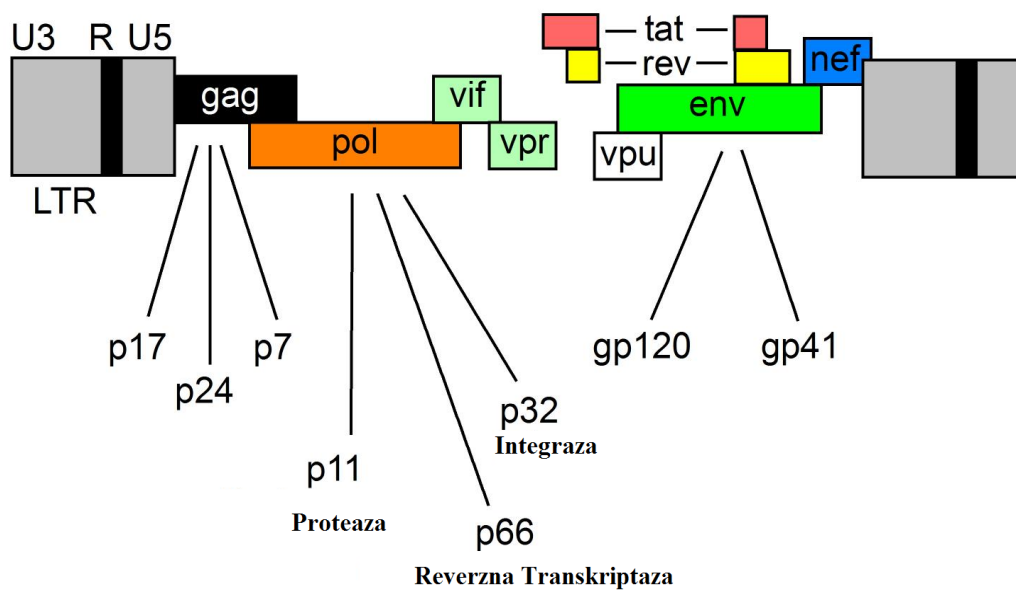 U3 R U5
tat
rev
nef
gag
vif
env
pol
vpr
vpu
LTR
p17
p24
p7
gp120
gp41
p32
Integraza
p11
Proteaza
p66
Reverzna Transkriptaza